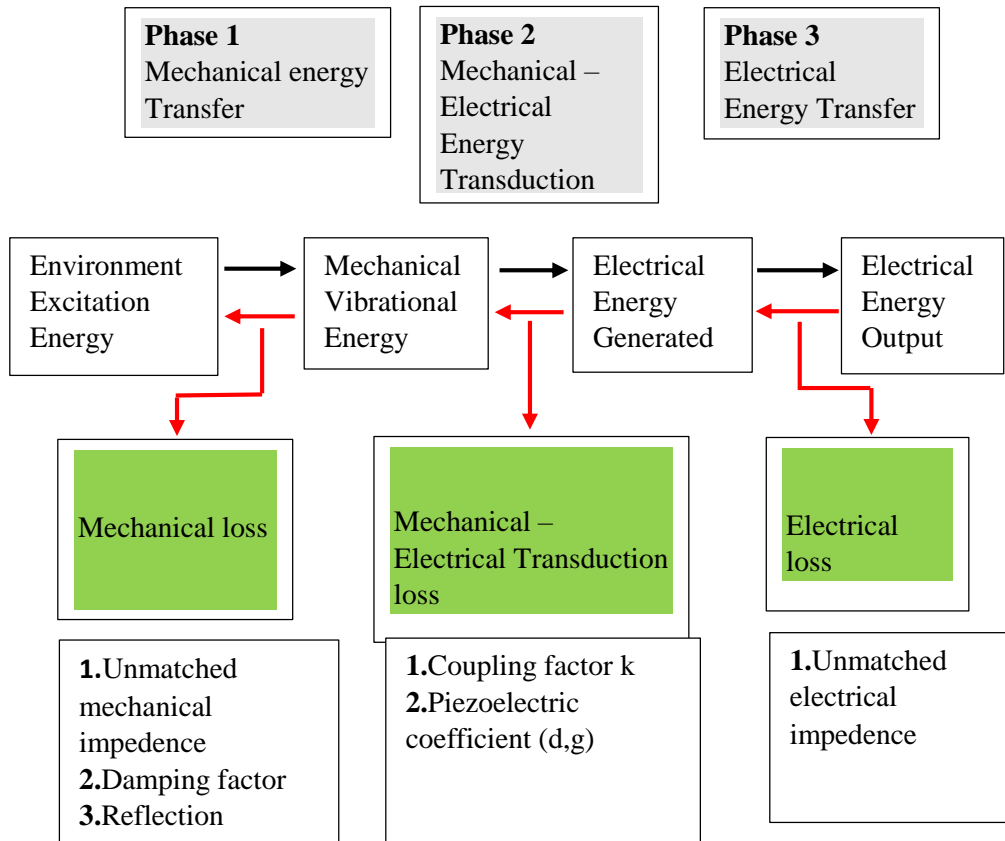 Phase 1
Mechanical energy
Transfer
Phase 2
Mechanical –
Electrical
Energy
Transduction
Phase 3
Electrical
Energy Transfer
Environment
Excitation
Energy
Mechanical
Vibrational
Energy
Electrical
Energy
Generated
Electrical
Energy
Output
Mechanical loss
Mechanical –
Electrical Transduction
loss
Electrical
loss
1.Unmatched
mechanical
impedence
2.Damping factor
3.Reflection
1.Coupling factor k
2.Piezoelectric
coefficient (d,g)
1.Unmatched
electrical
impedence